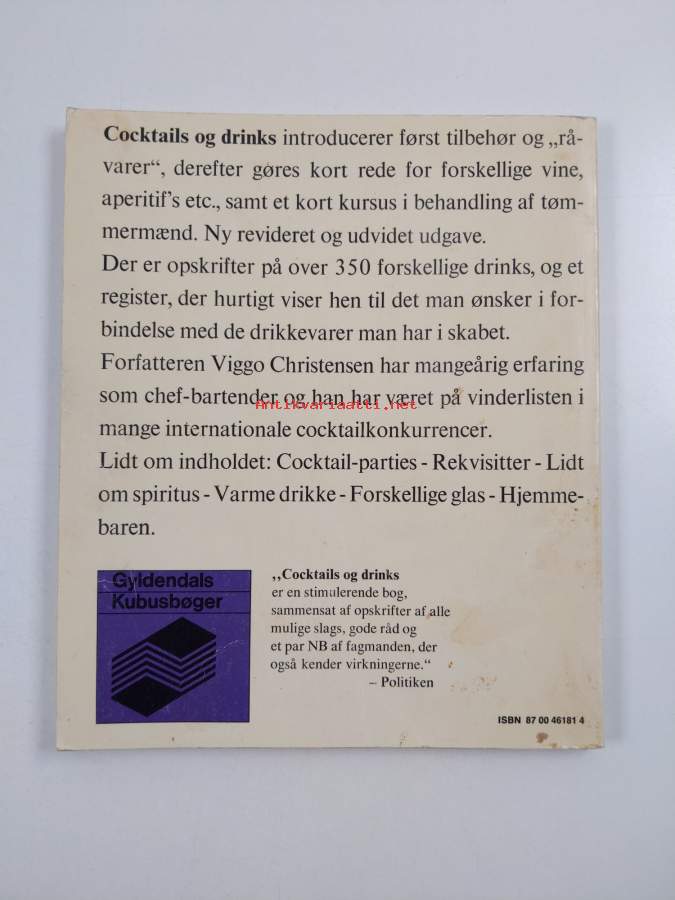 Cocktails og drinks introducerer først tilbehør og „rå-
varer“, derefter gøres kort rede for forskellige vine,
aperitif's etc., samt et kort kursus i behandling af tøm-
mermænd. Ny revideret og udvidet udgave.
Der er opskrifter på over 350 forskellige drinks, og et
register, der hurtigt viser hen til det man ønsker i for-
bindelse med de drikkevarer man har i skabet.
Forfatteren Viggo Christensen har mangeårig erfaring
som chef-bartender og han har været på vinderlisten i
Antikvariaatti.net
mange internationale cocktailkonkurrencer.
Lidt om indholdet: Cocktail-parties - Rekvisitter - Lidt
om spiritus - Varme drikke - Forskellige glas - Hjemme-
baren.
Gyldendals
Kubusbøger
„Cocktails og drinks
er en stimulerende bog,
sammensat af opskrifter af alle
mulige slags, gode råd og
et par NB af fagmanden, der
også kender virkningerne.“
– Politiken
ISBN 87 00 46181 4